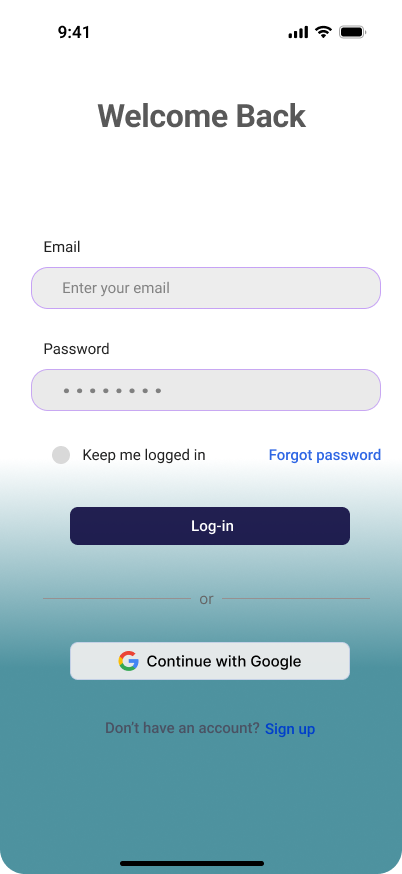 9:41
Welcome Back
Email
Enter your email
Password
Keep me logged in Forgot password
Log-in
or
Continue with Google
Don't have an account? Sign up